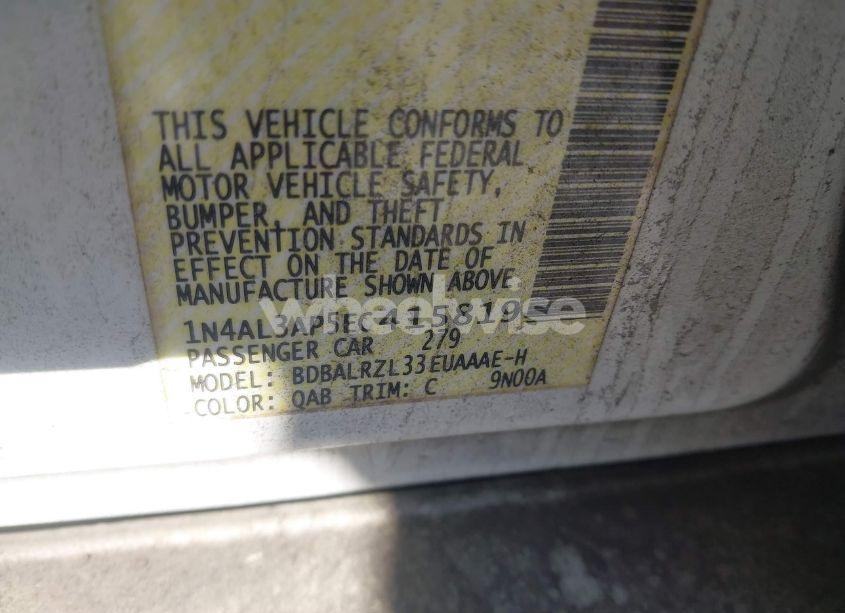 THIS VEHICLE CONFORMS TO
ALL APPLICABLE FEDERAL
MOTOR VEHICLE SAFETY,
BUMPER, AND THEFT
PREVENTION STANDARDS IN
EFFECT ON THE DATE OF
MANUFACTURE SHOWN ABOVE
wheelwise
1N4AL3AP5EC415819
PASSENGER CAR 279
MODEL: BDBALRZL33EUAAAE-H
COLOR: QAB TRIM: C 9N00A